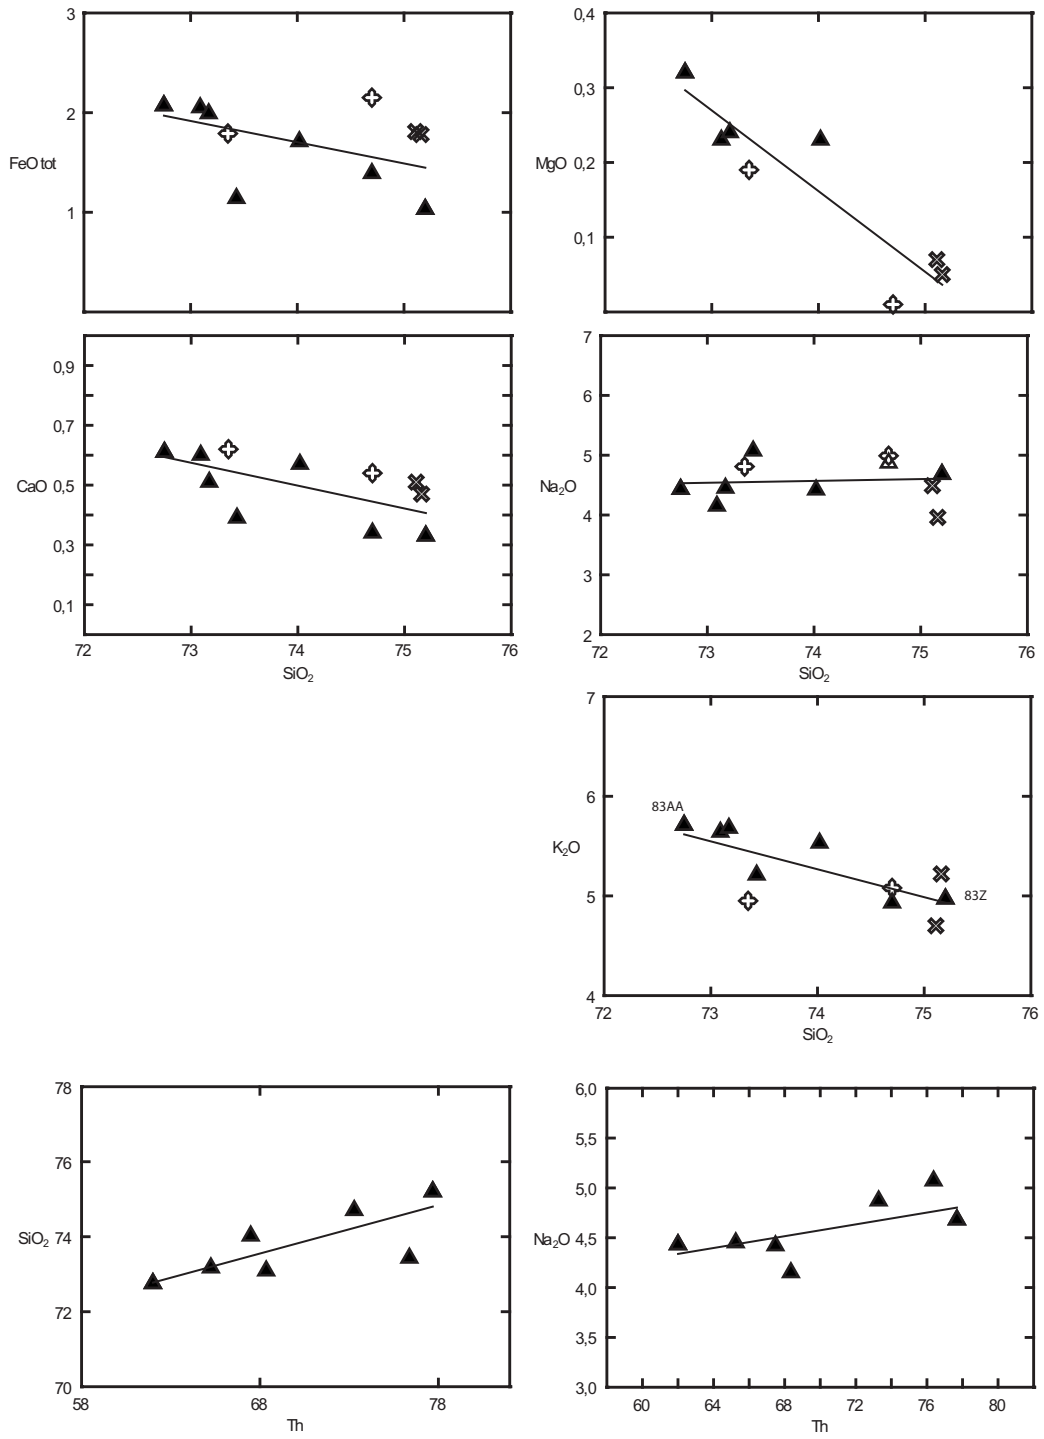 3
2
1
FeO tot
0,4
0,3
MgO 0,2
0,1
0,9
0,7
CaO 0,5
0,3
0,1
72 73 74 75 76
SiO₂
7
6
5
Na₂O
4
3
2
72 73 74 75 76
SiO₂
7
6
83AA
K₂O
5
83Z
4
72 73 74 75 76
SiO₂
78
76
SiO₂ 74
72
70
58 68 78
Th
6,0
5,5
5,0
Na₂O 4,5
4,0
3,5
3,0
60 64 68 72 76 80
Th